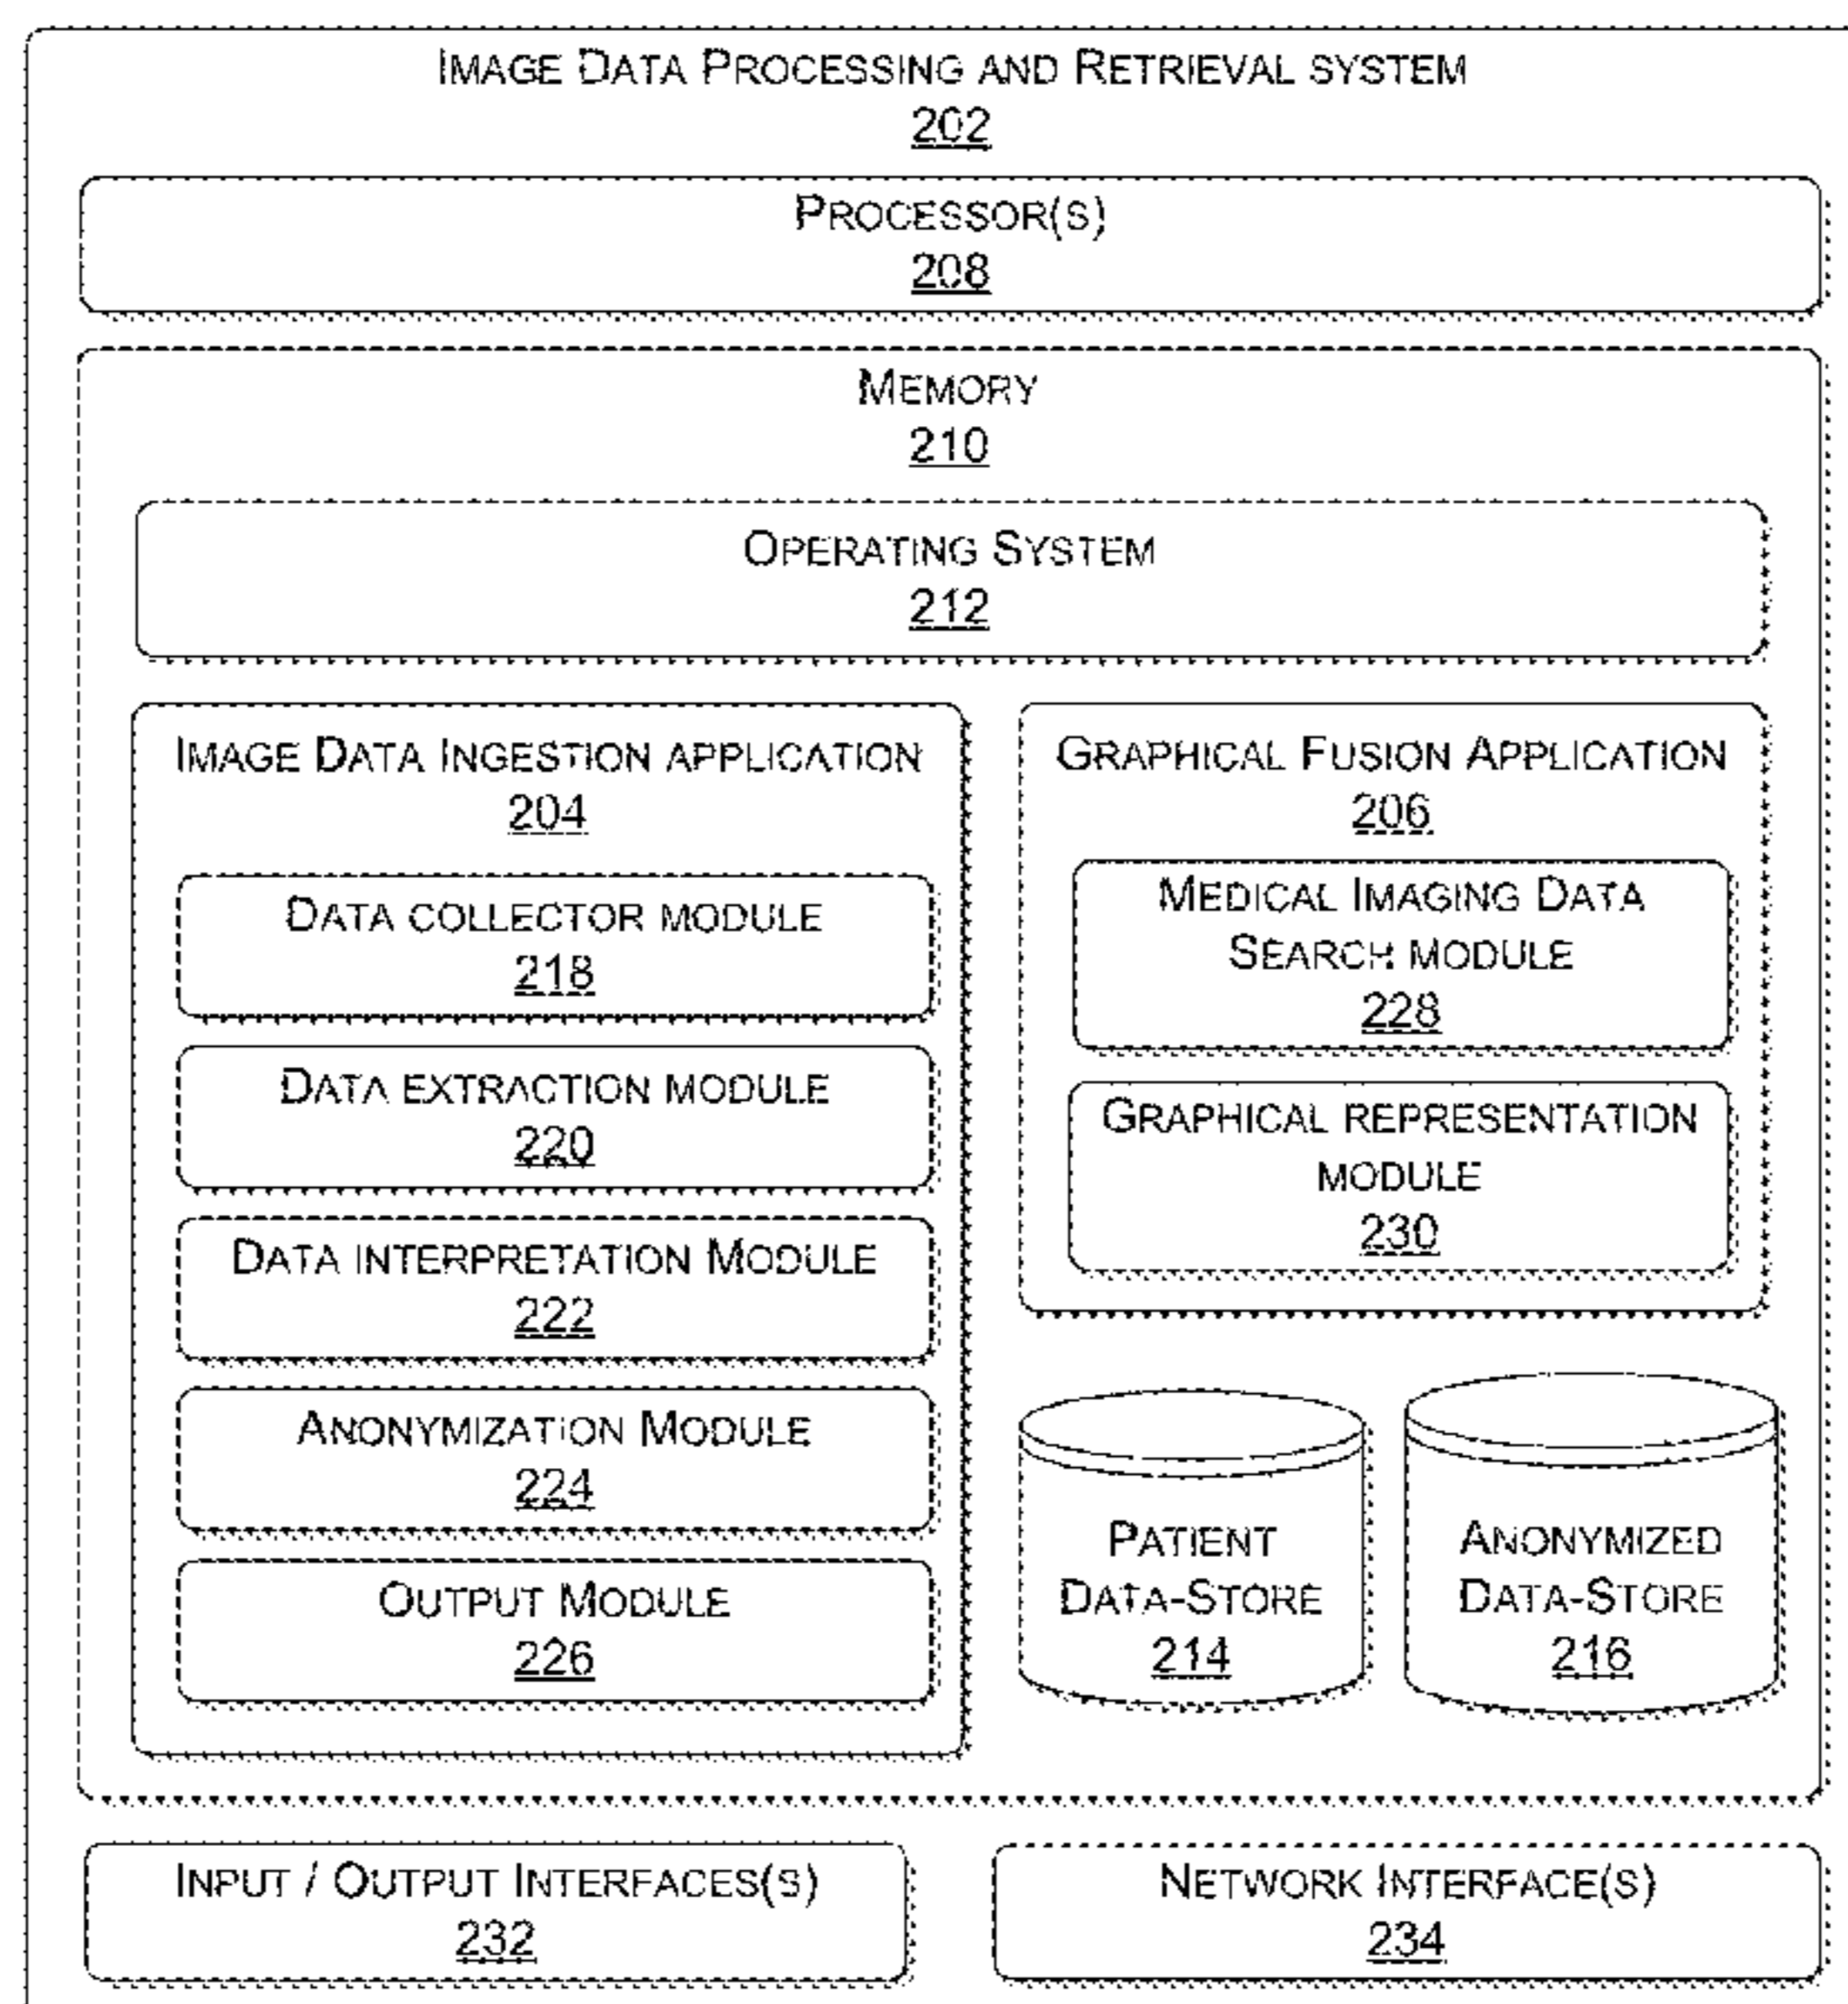 IMAGE DATA PROCESSING AND RETRIEVAL SYSTEM
202
PROCESSOR(S)
208
MEMORY
210
OPERATING SYSTEM
212
IMAGE DATA INGESTION APPLICATION
204
DATA COLLECTOR MODULE
218
DATA EXTRACTION MODULE
220
DATA INTERPRETATION MODULE
222
ANONYMIZATION MODULE
224
OUTPUT MODULE
226
GRAPHICAL FUSION APPLICATION
206
MEDICAL IMAGING DATA
SEARCH MODULE
228
GRAPHICAL REPRESENTATION
MODULE
230
PATIENT
DATA-STORE
214
ANONYMIZED
DATA-STORE
216
INPUT / OUTPUT INTERFACES(S)
232
NETWORK INTERFACE(S)
234